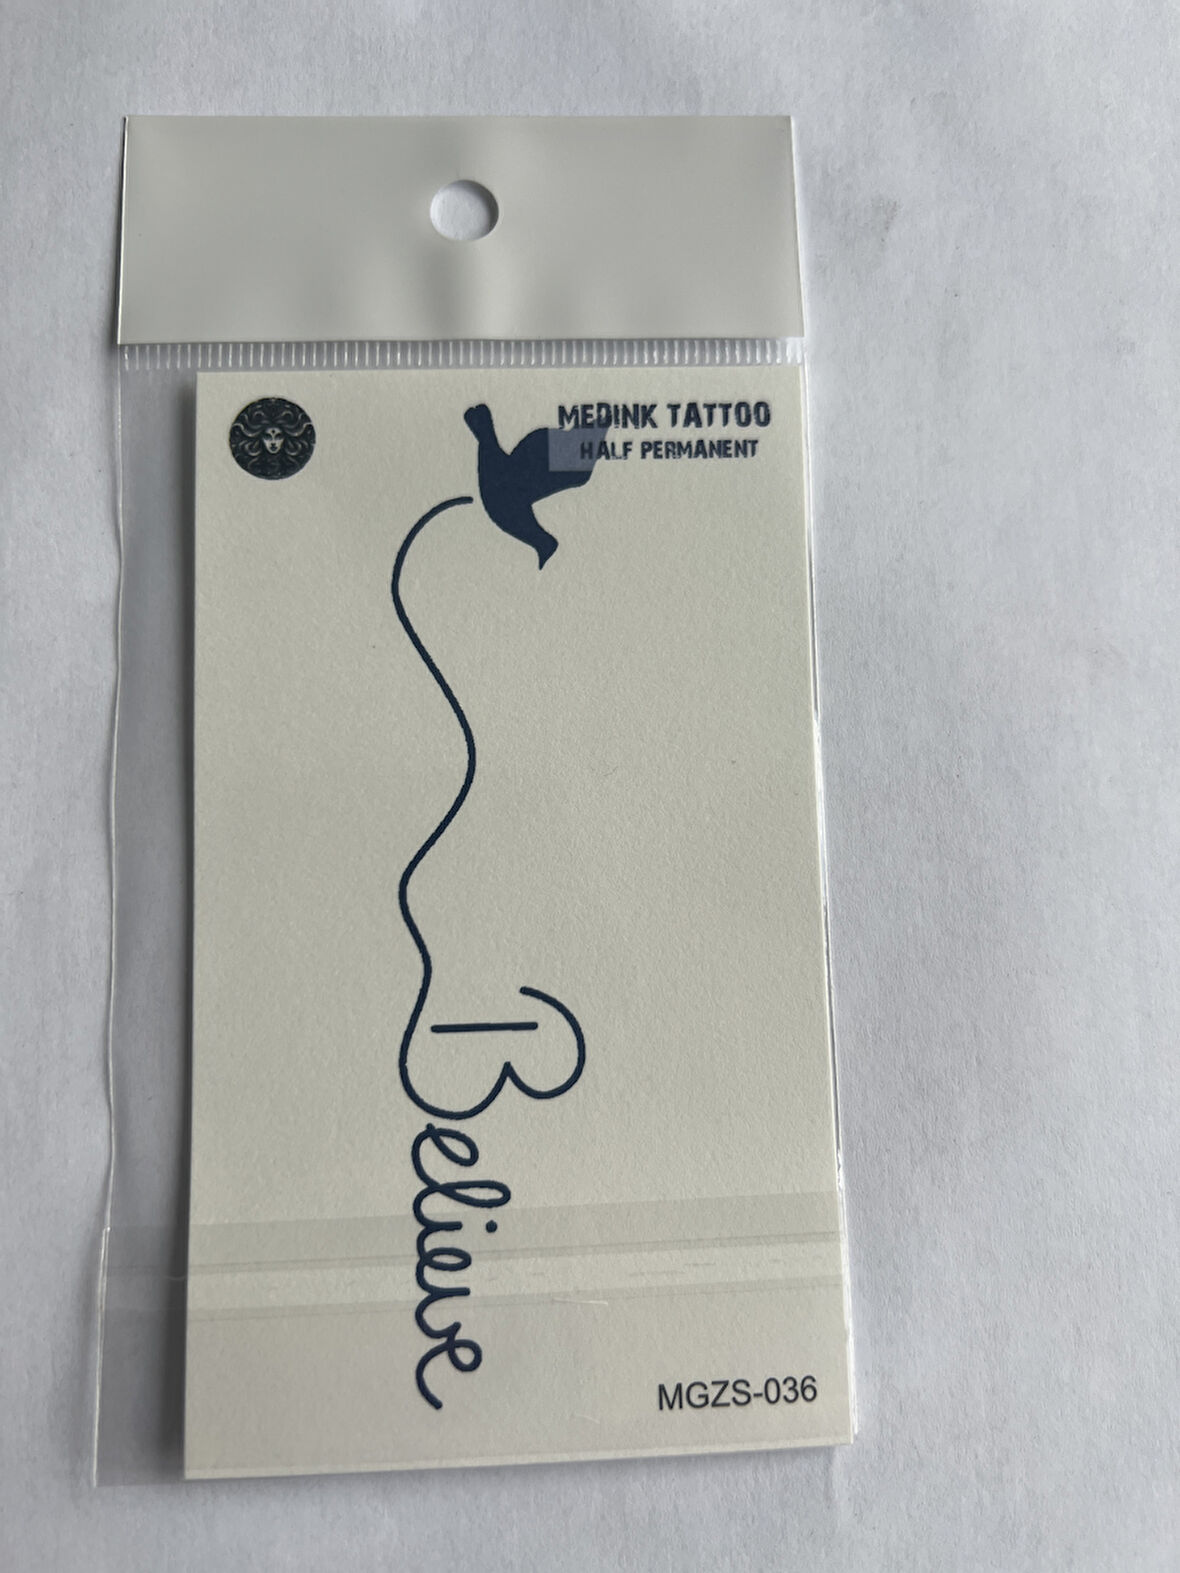 MEDINK TATTOO
HALF PERMANENT
Believe
MGZS-036